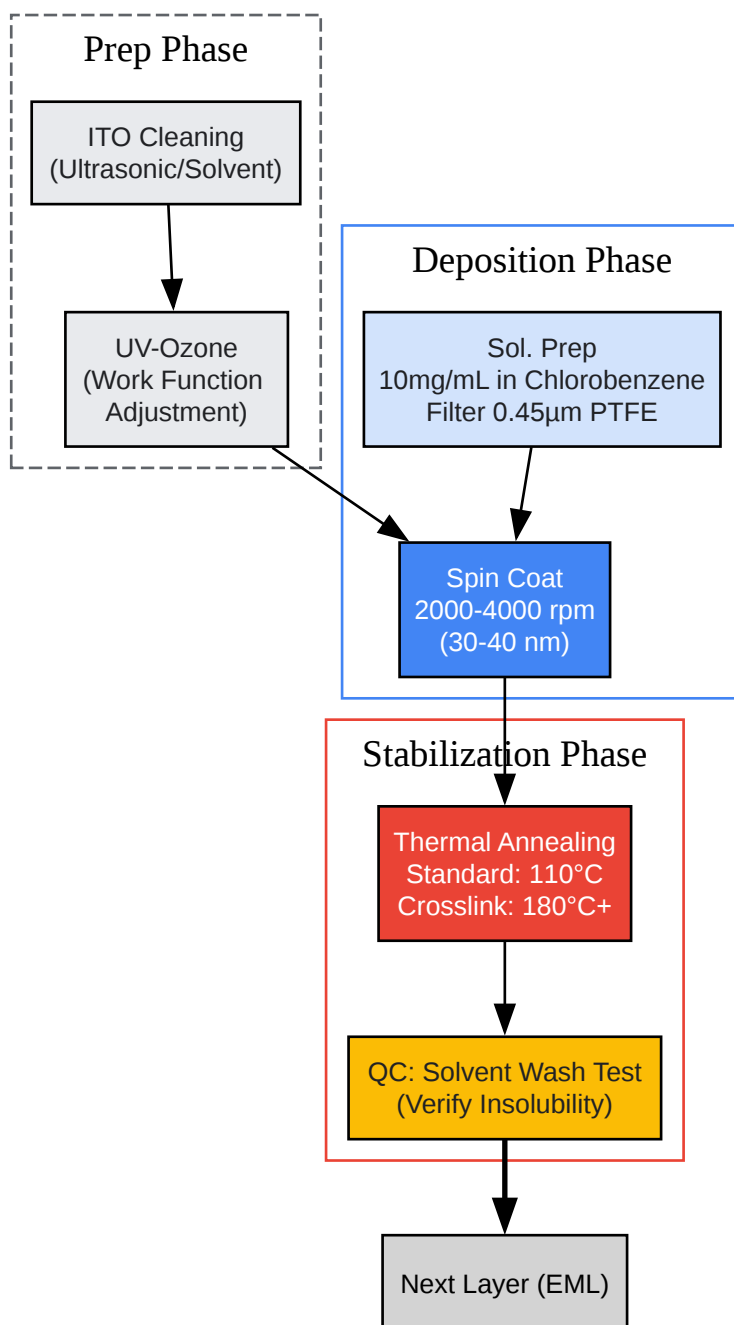 Prep Phase
ITO Cleaning
(Ultrasonic/Solvent)
UV-Ozone
(Work Function
Adjustment)
Deposition Phase
Sol. Prep
10mg/mL in Chlorobenzene
Filter 0.45µm PTFE
Spin Coat
2000-4000 rpm
(30-40 nm)
Stabilization Phase
Thermal Annealing
Standard: 110°C
Crosslink: 180°C+
QC: Solvent Wash Test
(Verify Insolubility)
Next Layer (EML)